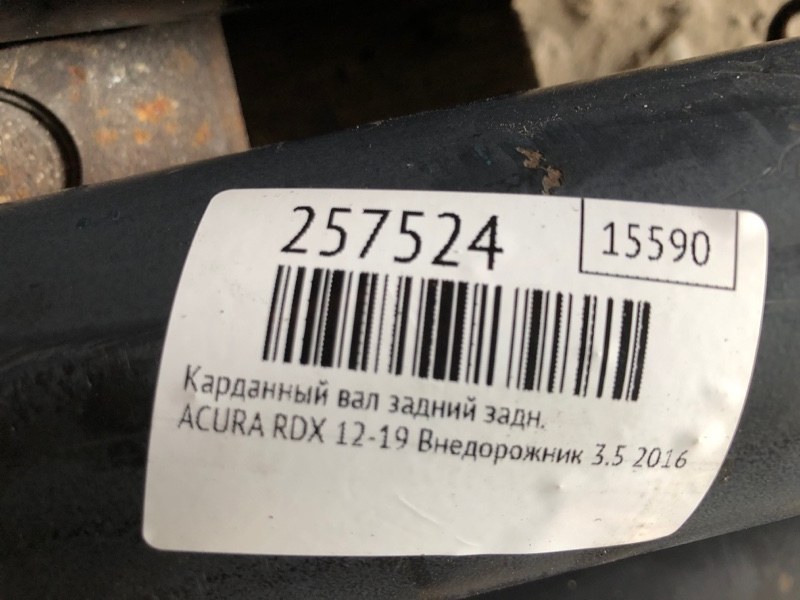 257524
15590
Карданный вал задний задн.
ACURA RDX 12-19 Внедорожник 3.5 2016